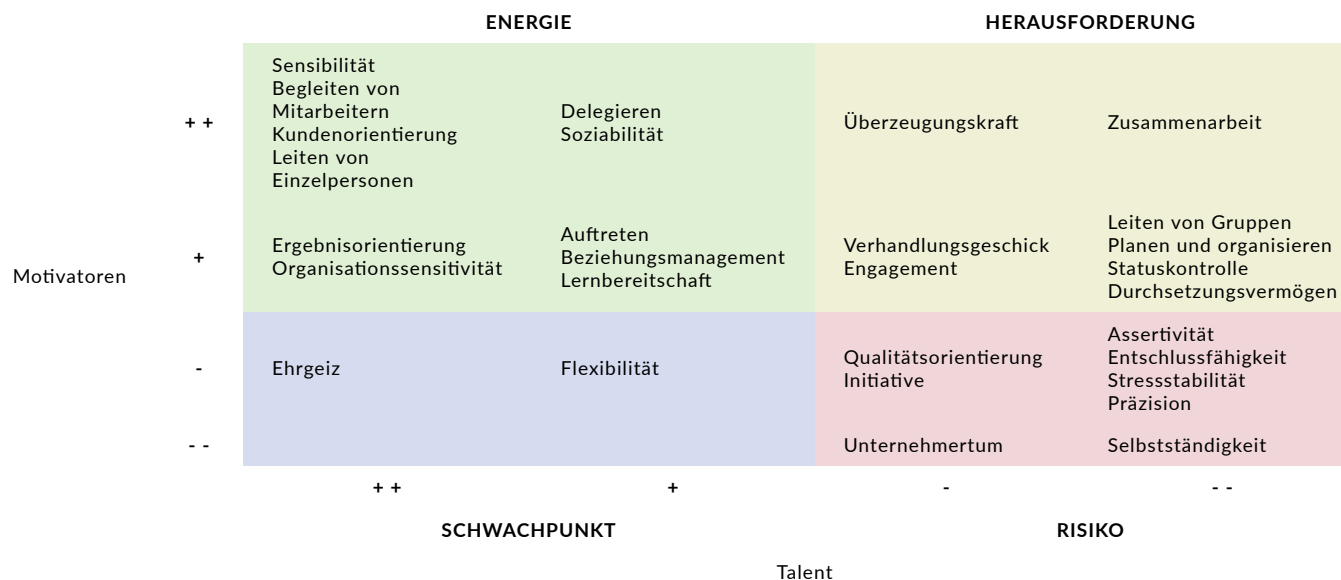 ENERGIE
HERAUSFORDERUNG
+ +
Sensibilität
Begleiten von
Mitarbeitern
Kundenorientierung
Leiten von
Einzelpersonen
Delegieren
Soziabilität
Überzeugungskraft
Zusammenarbeit
Motivatoren
+
Ergebnisorientierung
Organisationssensitivität
Auftreten
Beziehungsmanagement
Lernbereitschaft
Verhandlungsgeschick
Engagement
Leiten von Gruppen
Planen und organisieren
Statuskontrolle
Durchsetzungsvermögen
-
Ehrgeiz
Flexibilität
Qualitätsorientierung
Initiative
Assertivität
Entschlussfähigkeit
Stressstabilität
Präzision
- -
Unternehmertum
Selbstständigkeit
+ +
+
-
- -
SCHWACHPUNKT
RISIKO
Talent